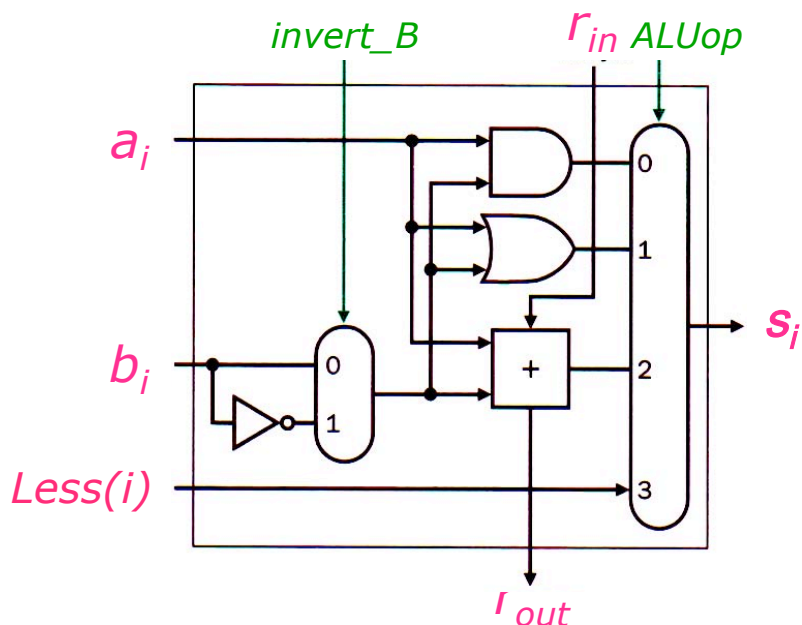 invert_B
r_in ALUop
a_i
0
1
b_i
0
1
+
2
s_i
Less(i)
3
r_out